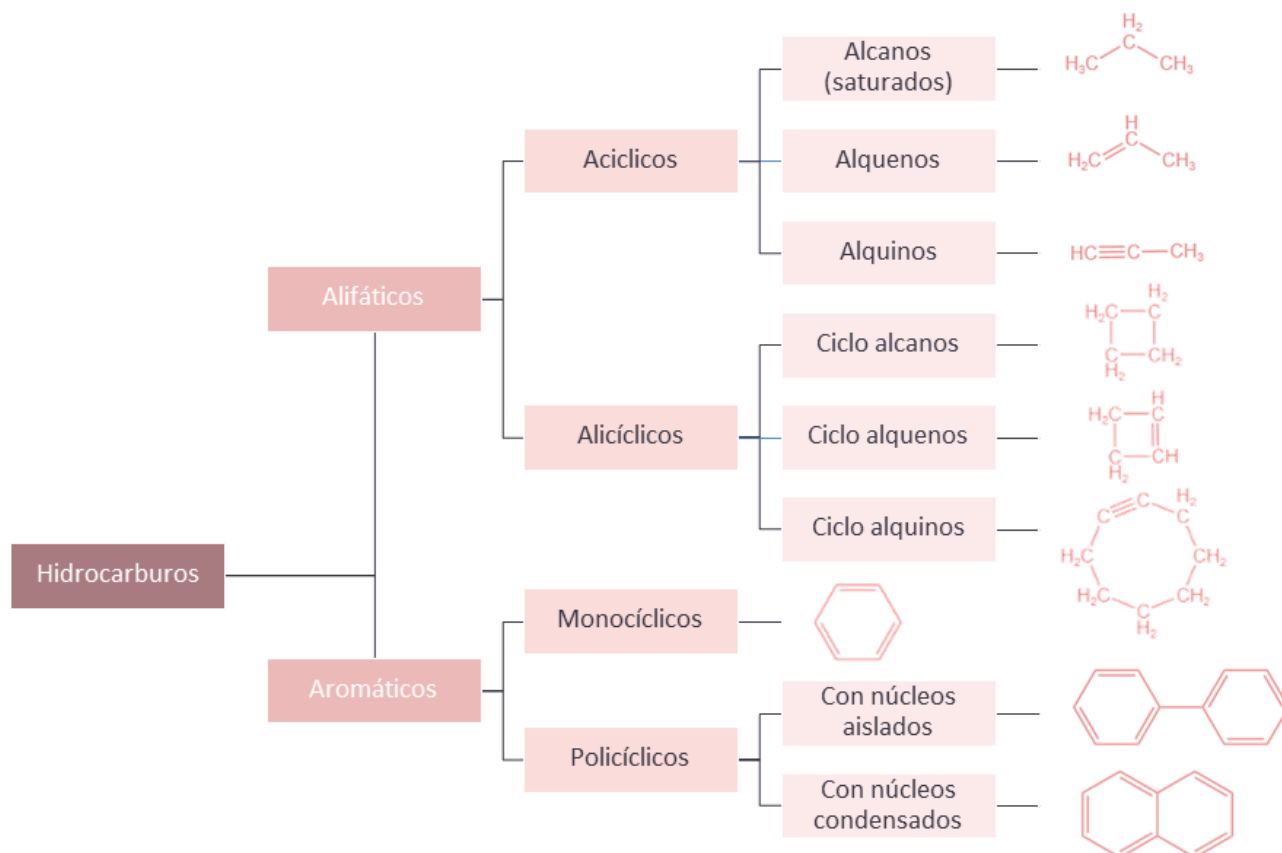 H₂
C
H₃C CH₃
Alcanos
(saturados)
H
H₂C CH₃
Aciclicos
Alquenos
Alquinos
HC CH₃
Alifáticos
H₂
H₂C C
Ciclo alcanos
C CH₂
H₂
H
H₂C C
Alicíclicos
Ciclo alquenos
C CH
H₂
H₂
C C C
Ciclo alquinos
H₂C CH₂
H₂C C CH₂
H₂
Hidrocarburos
Monocíclicos
Aromáticos
Con núcleos
aislados
Policíclicos
Con núcleos
condensados